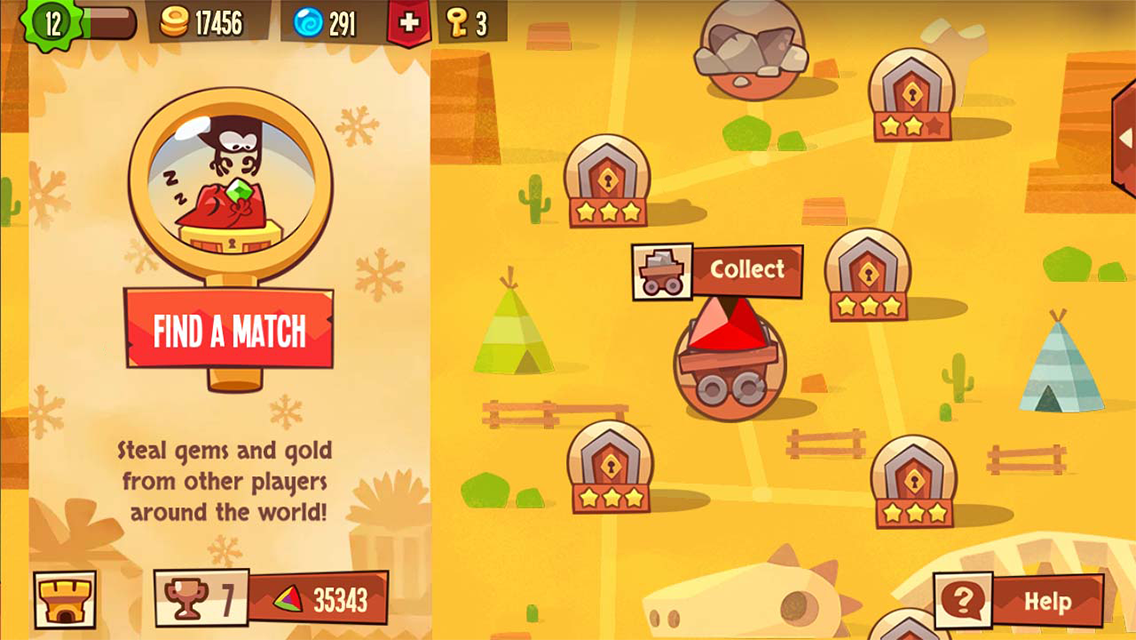 12
17456
291
3
z
z
FIND A MATCH
Steal gems and gold
from other players
around the world!
Collect
7
35343
?
Help